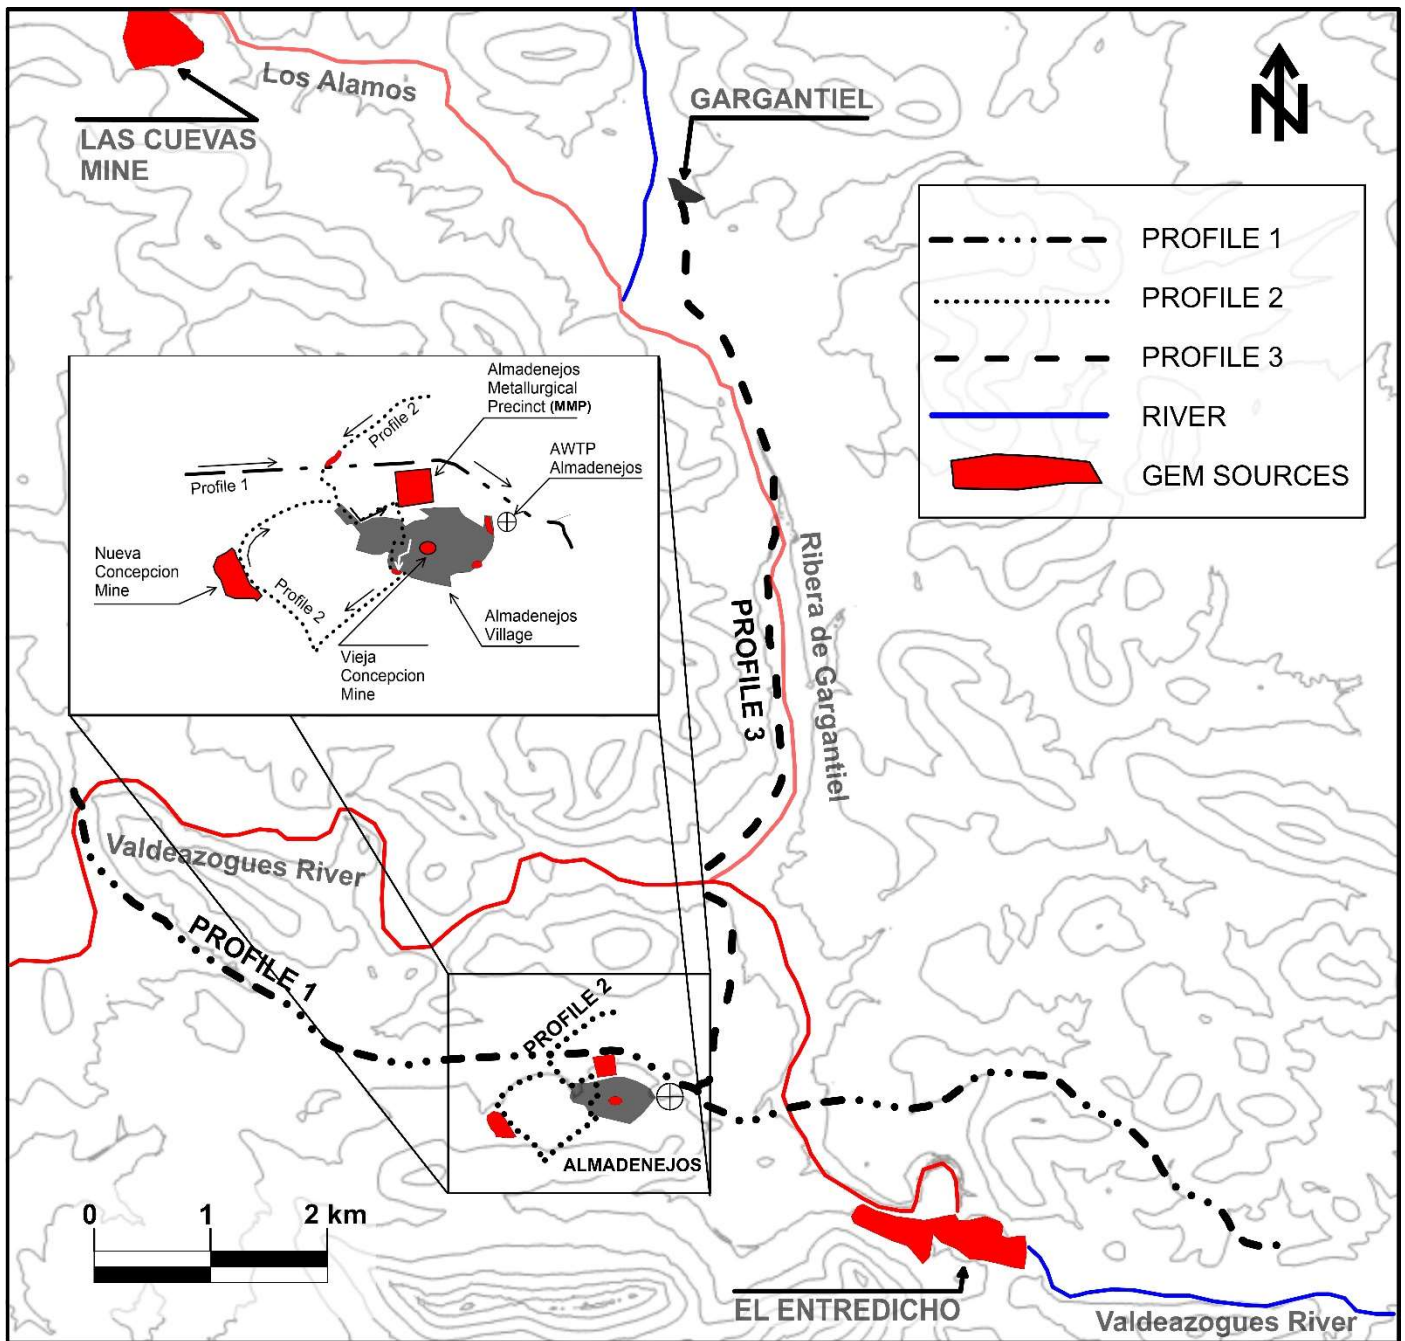 Los Alamos
LAS CUEVAS
MINE
GARGANTIEL
N
PROFILE 1
PROFILE 2
PROFILE 3
RIVER
GEM SOURCES
Almadenejos
Metallurgical
Precinct (MMP)
Profile 2
AWTP
Almadenejos
Profile 1
Nueva
Concepcion
Mine
Profile 2
Almadenejos
Village
Vieja
Concepcion
Mine
Ribera de Gargantiel
PROFILE 3
Valdeazogues River
PROFILE 1
PROFILE 2
ALMADENEJOS
0 1 2 km
EL ENTREDICHO
Valdeazogues River